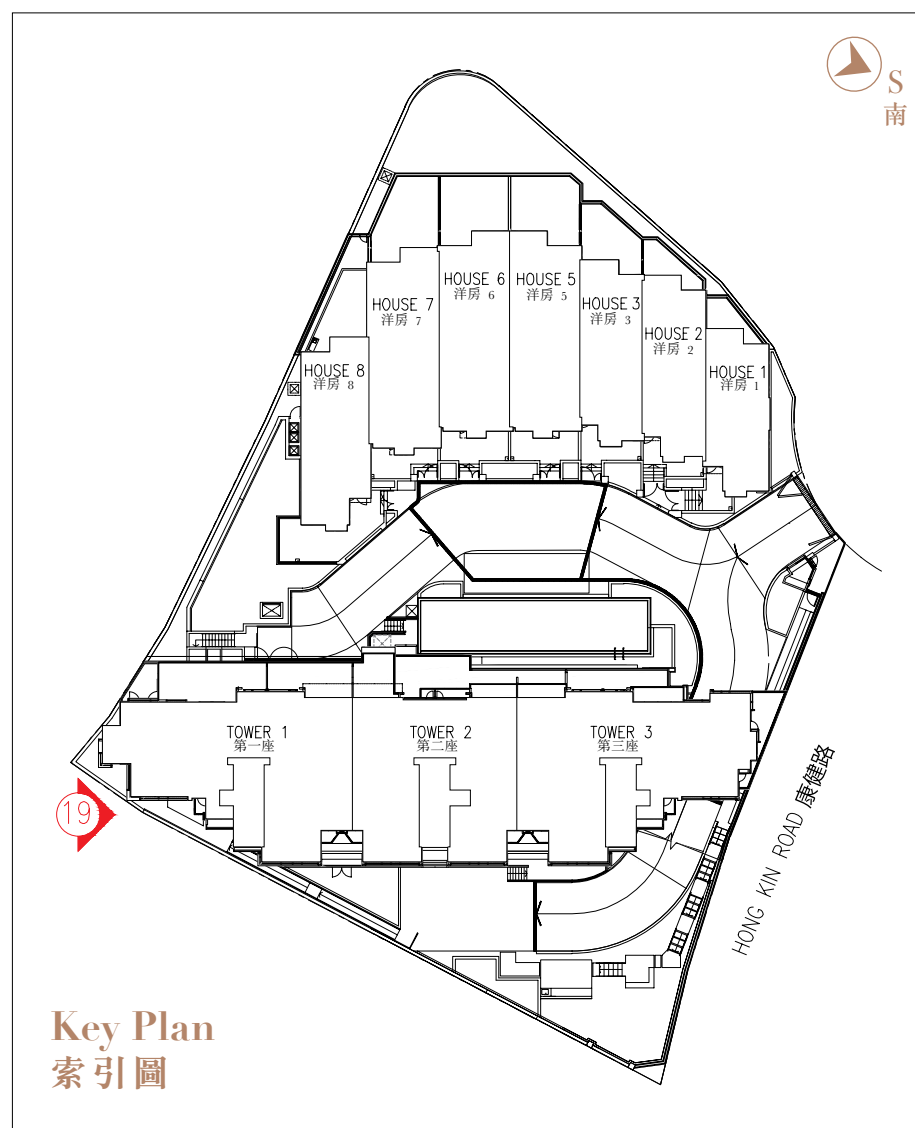 S
南
HOUSE 6
洋房 6
HOUSE 5
洋房 5
HOUSE 7
洋房 7
HOUSE 3
洋房 3
HOUSE 2
洋房 2
HOUSE 8
洋房 8
HOUSE 1
洋房 1
TOWER 1
第一座
TOWER 2
第二座
TOWER 3
第三座
19
HONG KIN ROAD 康健路
Key Plan
索引圖